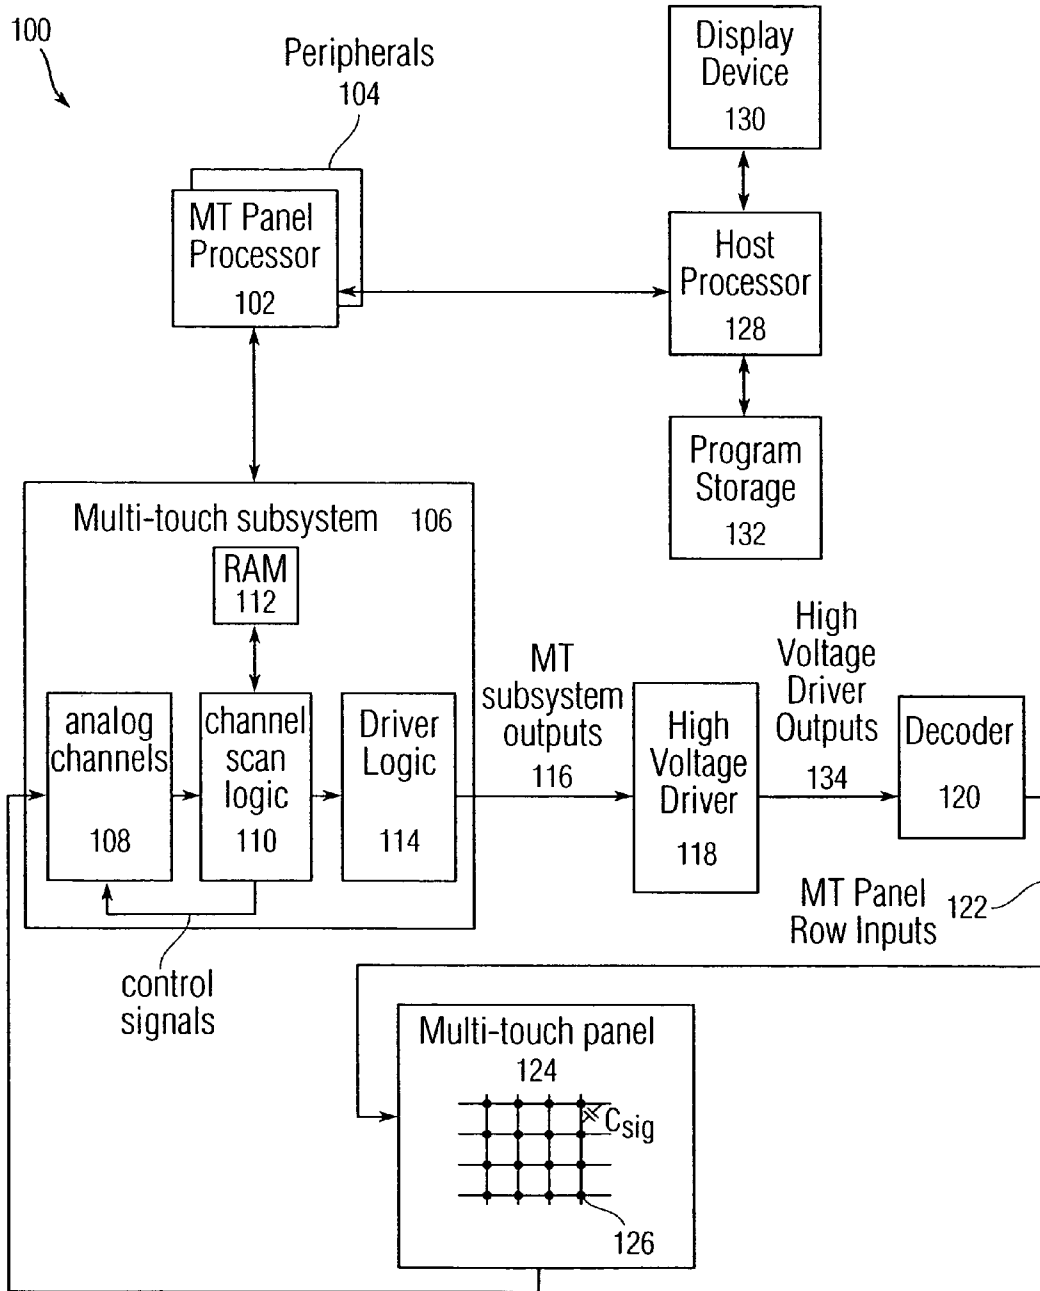 100
Peripherals
104
Display
Device
130
MT Panel
Processor
102
Host
Processor
128
Program
Storage
132
Multi-touch subsystem 106
RAM
112
analog
channels
108
channel
scan
logic
110
Driver
Logic
114
MT
subsystem
outputs
116
High
Voltage
Driver
118
High
Voltage
Driver
Outputs
134
Decoder
120
MT Panel
Row Inputs
122
control
signals
Multi-touch panel
124
Csig
126